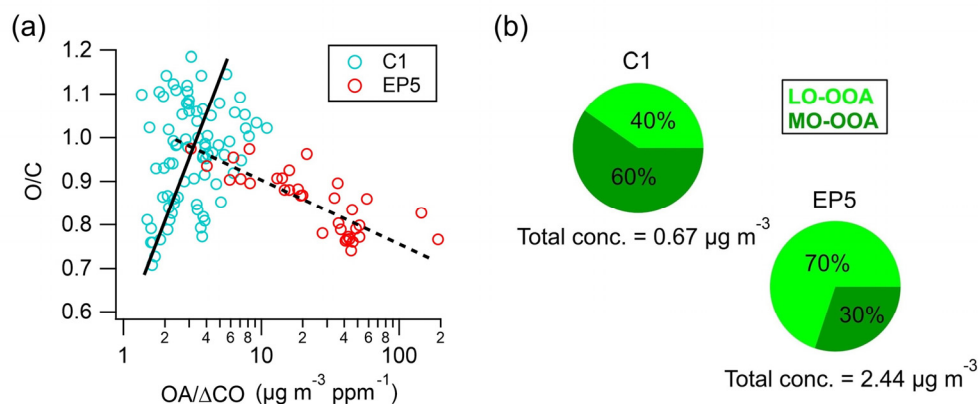 (a)
O/C
1.2
1.1
1.0
0.9
0.8
0.7
0.6
C1
EP5
2 4 6 8 2 4 6 8 2
1 10 100
OA/ΔCO (µg m⁻³ ppm⁻¹)
(b)
C1
40%
60%
Total conc. = 0.67 µg m⁻³
LO-OOA
MO-OOA
EP5
70%
30%
Total conc. = 2.44 µg m⁻³